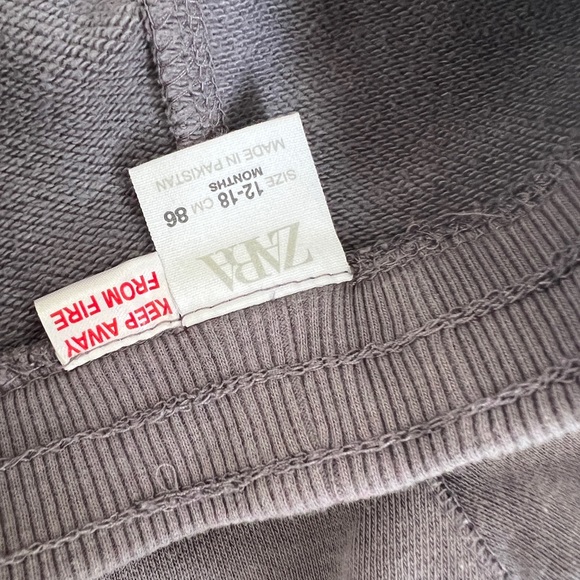 ZARA
SIZE 12-18 CM 86
MONTHS
MADE IN PAKISTAN
KEEP AWAY
FROM FIRE